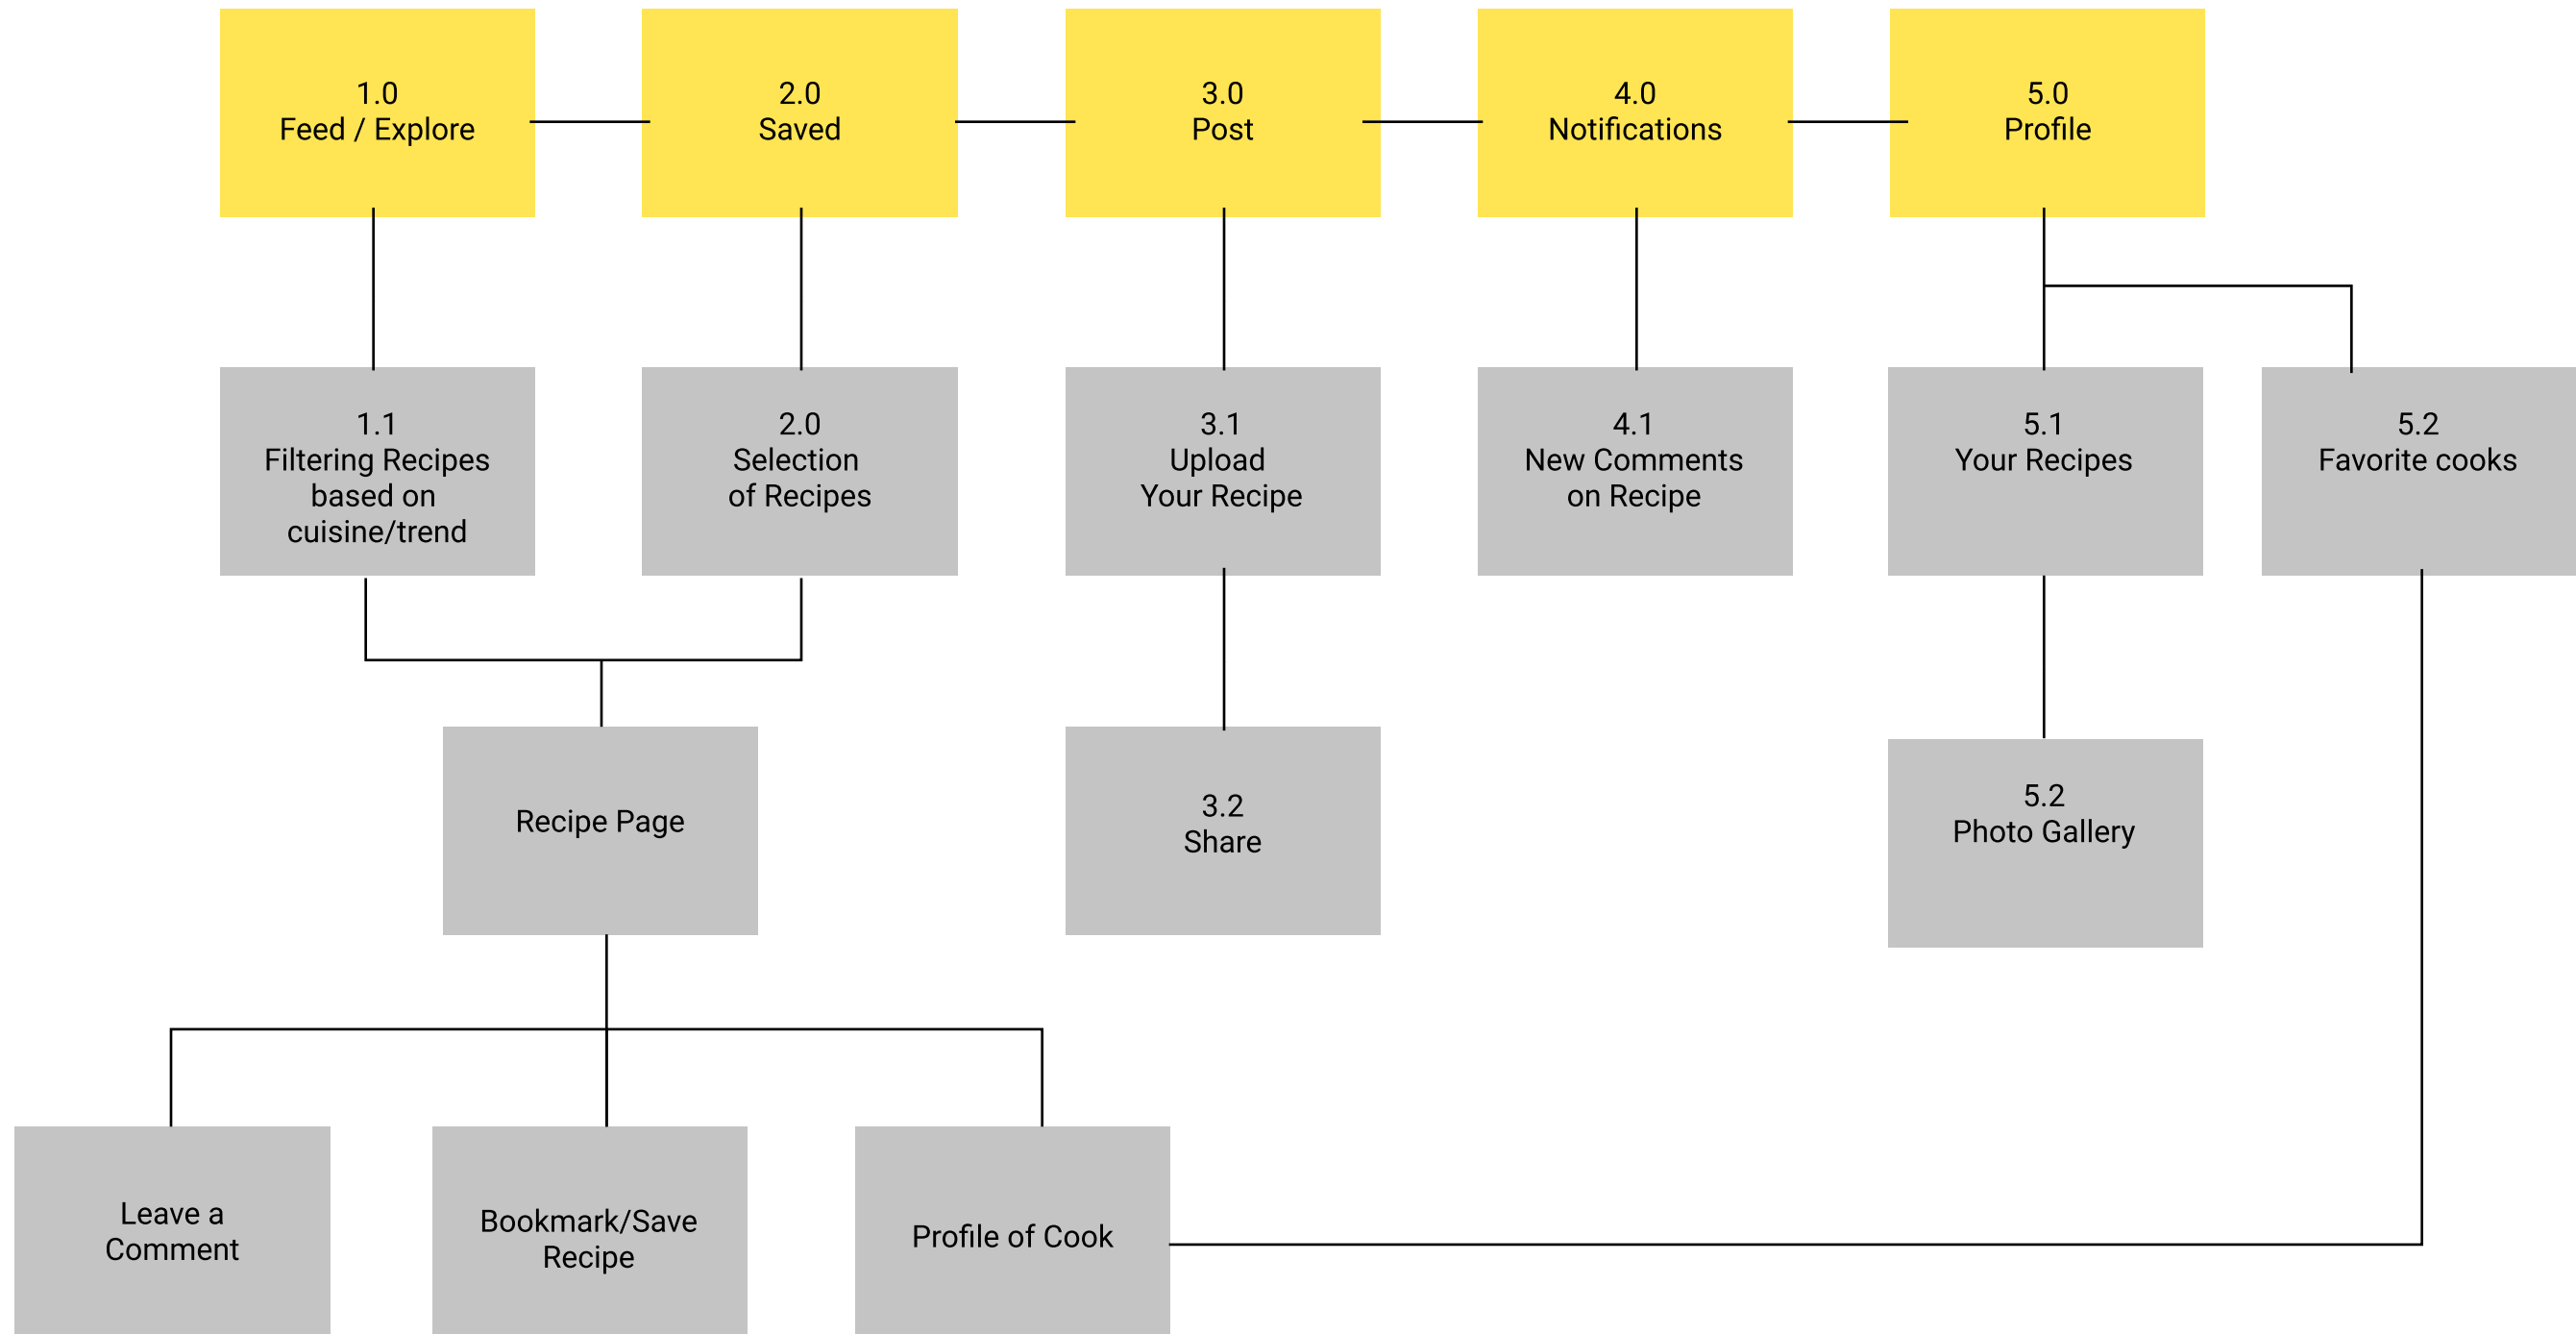 1.0
Feed / Explore
2.0
Saved
3.0
Post
4.0
Notifications
5.0
Profile
1.1
Filtering Recipes
based on
cuisine/trend
2.0
Selection
of Recipes
3.1
Upload
Your Recipe
4.1
New Comments
on Recipe
5.1
Your Recipes
5.2
Favorite cooks
Recipe Page
3.2
Share
5.2
Photo Gallery
Leave a
Comment
Bookmark/Save
Recipe
Profile of Cook